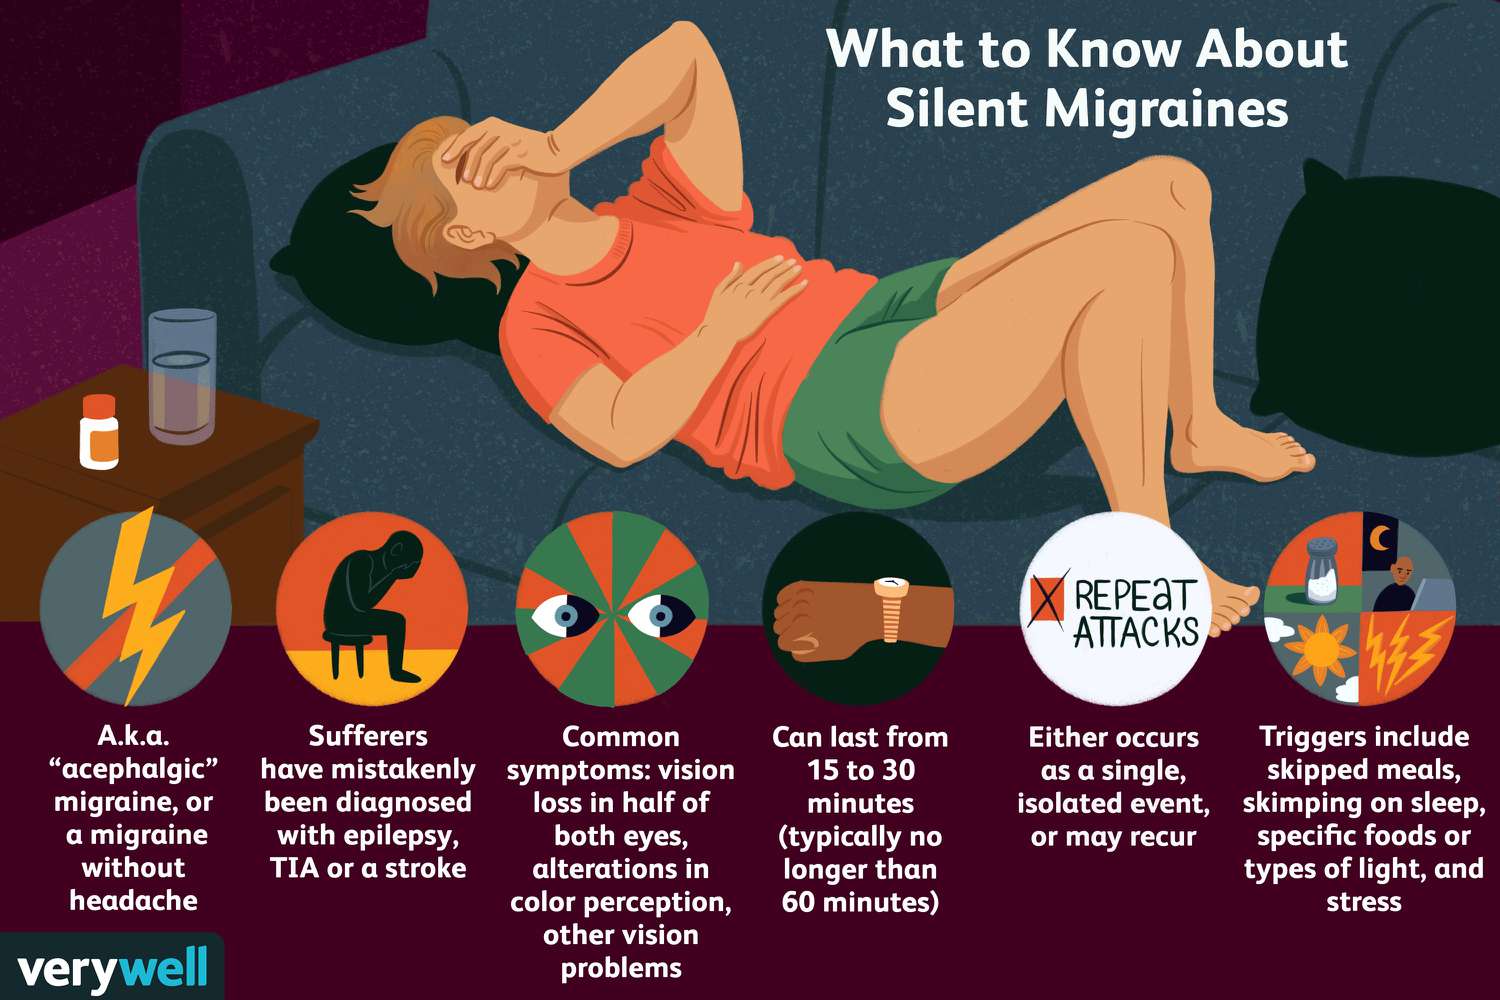 What to Know About
Silent Migraines
REPEAT
ATTACKS
A.k.a.
“acephalgic”
migraine, or
a migraine
without
headache
Sufferers
have mistakenly
been diagnosed
with epilepsy,
TIA or a stroke
Common
symptoms: vision
loss in half of
both eyes,
alterations in
color perception,
other vision
problems
Can last from
15 to 30
minutes
(typically no
longer than
60 minutes)
Either occurs
as a single,
isolated event,
or may recur
Triggers include
skipped meals,
skimping on sleep,
specific foods or
types of light, and
stress
verywell